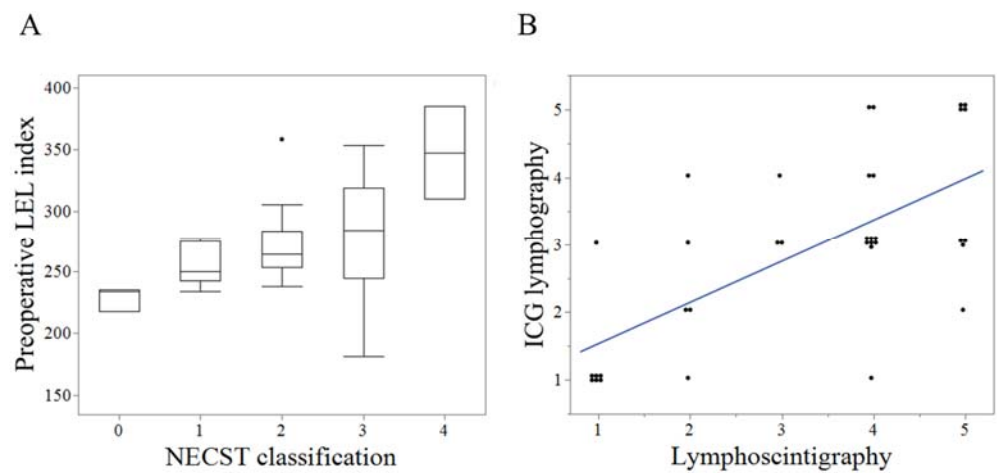 A
B
Preoperative LEL index
400
350
300
250
200
150
0 1 2 3 4
NECST classification
ICG lymphography
5
4
3
2
1
1 2 3 4 5
Lymphoscintigraphy